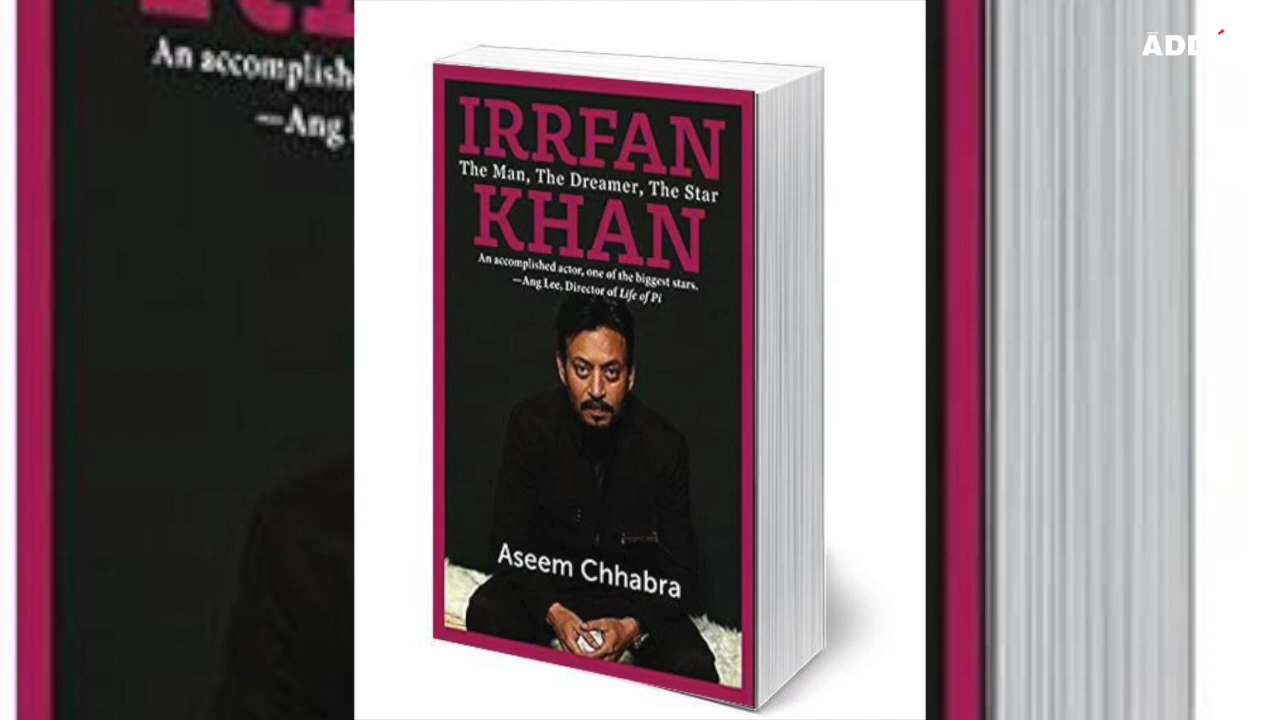 An accomplish
—Ang
ĀDD
IRRFAN
The Man, The Dreamer, The Star
KHAN
An accomplished actor, one of the biggest stars.
—Ang Lee, Director of Life of Pi
Aseem Chhabra